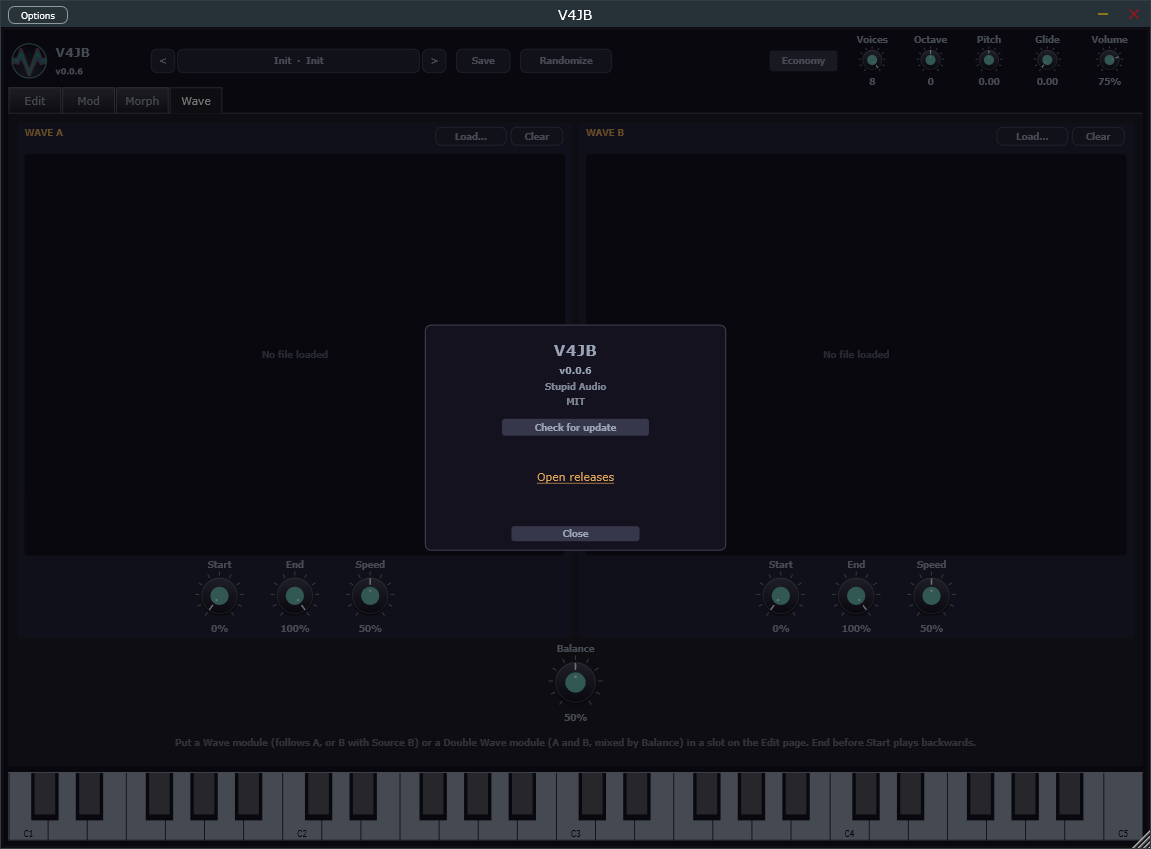 Options
V4JB
V4JB
v0.0.6
<
Init - Init
>
Save
Randomize
Economy
Voices
Octave
Pitch
Glide
Volume
8
0
0.00
0.00
75%
Edit
Mod
Morph
Wave
WAVE A
Load...
Clear
WAVE B
Load...
Clear
No file loaded
No file loaded
V4JB
v0.0.6
Stupid Audio
MIT
Check for update
Open releases
Close
Start
End
Speed
0%
100%
50%
Start
End
Speed
0%
100%
50%
Balance
50%
Put a Wave module (follows A, or B with Source B) or a Double Wave module (A and B, mixed by Balance) in a slot on the Edit page. End before Start plays backwards.
C1
C2
C3
C4
C5